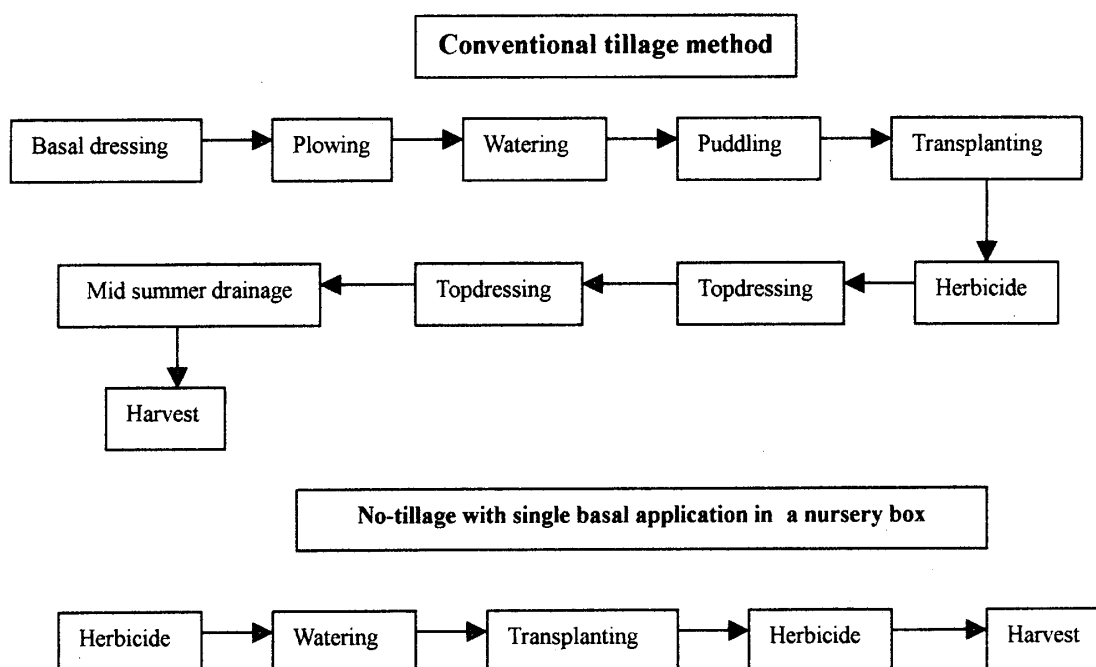 Conventional tillage method
Basal dressing
Plowing
Watering
Puddling
Transplanting
Herbicide
Topdressing
Topdressing
Mid summer drainage
Harvest
No-tillage with single basal application in a nursery box
Herbicide
Watering
Transplanting
Herbicide
Harvest